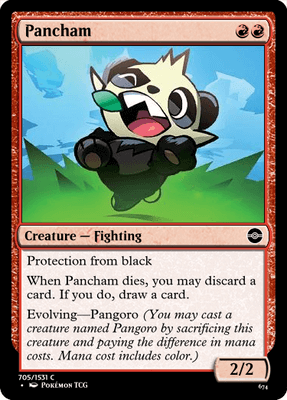 Pancham
Creature — Fighting
Protection from black
When Pancham dies, you may discard a
card. If you do, draw a card.
Evolving—Pangoro (You may cast a
creature named Pangoro by sacrificing this
creature and paying the difference in mana
costs. Mana cost includes color.)
2/2
705/1531 C
• Pokémon TCG